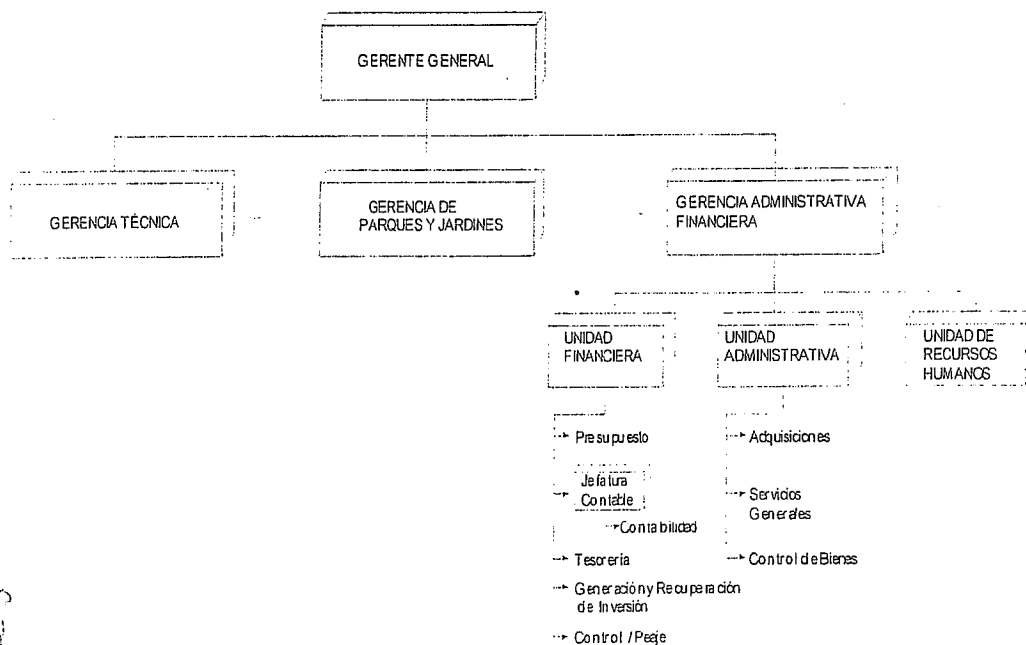 GERENTE GENERAL
GERENCIA TÈCNICA
GERENCIA DE
PARQUES Y JARDINES
GERENCIA ADMINISTRATIVA
FINANCIERA
UNIDAD
FINANCIERA
UNIDAD
ADMINISTRATIVA
UNIDAD DE
RECURSOS
HUMANOS
Presupuesto
Jefatura
Contable
Contabilidad
Tesorería
Generación y Recuperación
de Inversión
Control / Peaje
Adquisiciones
Servicios
Generales
Control de Bienes